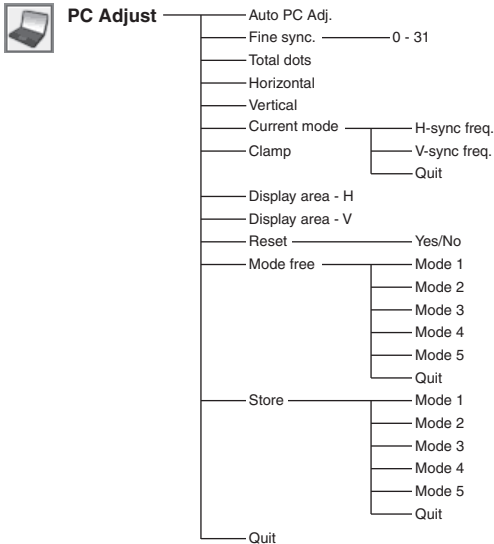 PC Adjust
Auto PC Adj.
Fine sync. 0 - 31
Total dots
Horizontal
Vertical
Current mode H-sync freq.
Clamp V-sync freq.
Quit
Display area - H
Display area - V
Reset Yes/No
Mode free Mode 1
Mode 2
Mode 3
Mode 4
Mode 5
Quit
Store Mode 1
Mode 2
Mode 3
Mode 4
Mode 5
Quit
Quit